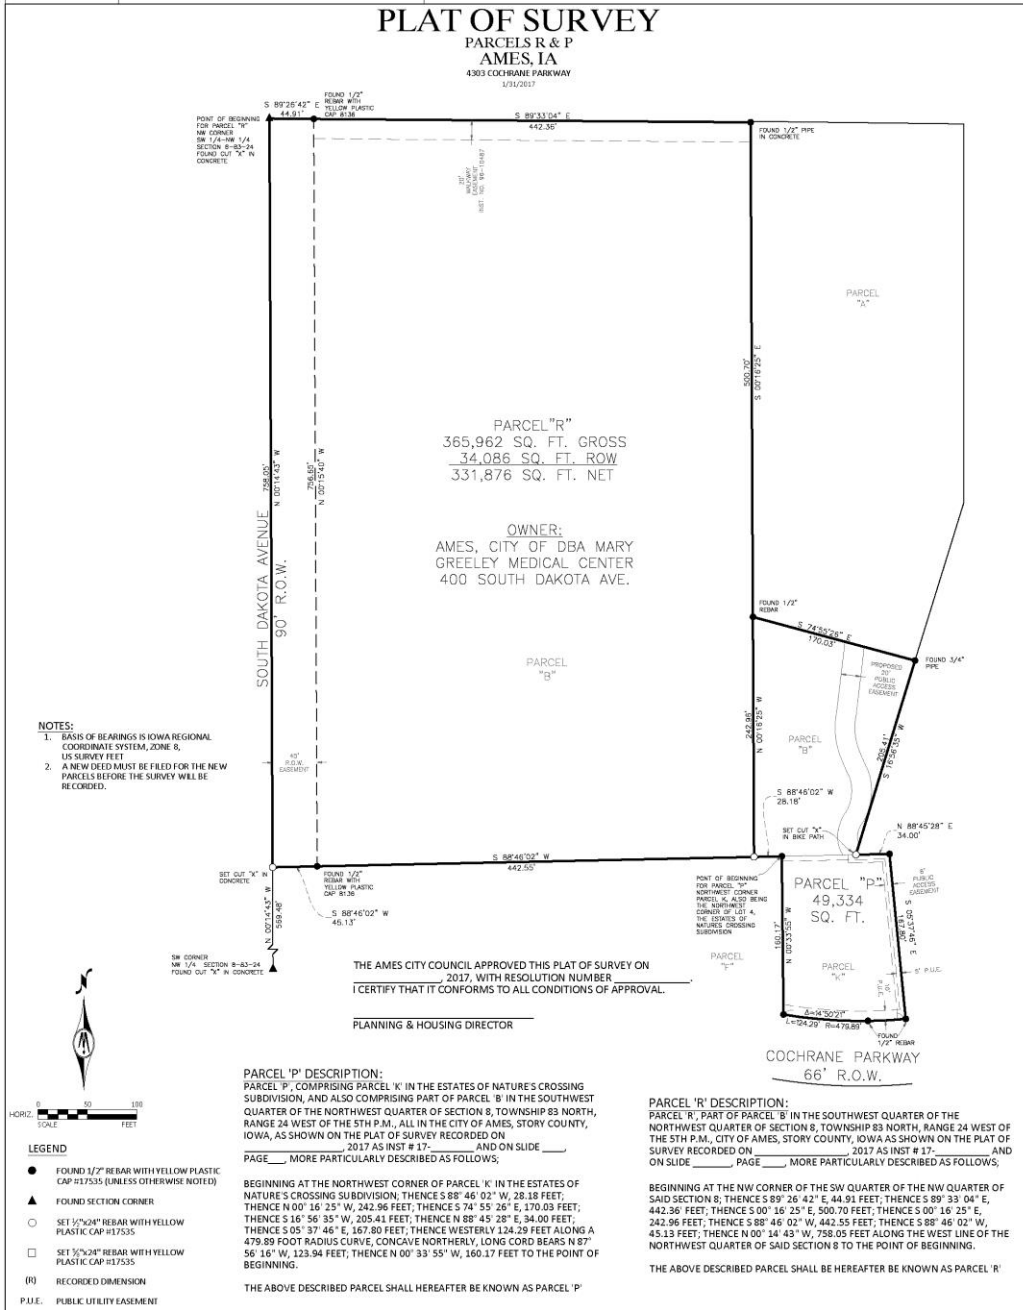 PLAT OF SURVEY
PARCELS R & P
AMES, IA
4303 COCHRANE PARKWAY
1/31/2017
POINT OF BEGINNING
FOR PARCEL "R"
NW CORNER
SW 1/4-NW 1/4
SECTION 8-83-24
FOUND CUT "X" IN
CONCRETE
S 89°26'42" E
44.91'
FOUND 1/2"
REBAR WITH
YELLOW PLASTIC
CAP 8136
S 89°33'04" E
442.36'
FOUND 1/2" PIPE
IN CONCRETE
20'
WALKWAY
EASEMENT
PARCEL
"A"
500.70'
S 00°16'25" E
PARCEL "R"
365,962 SQ. FT. GROSS
34,086 SQ. FT. ROW
331,876 SQ. FT. NET
758.05'
N 00°14'43" W
756.65'
N 00°15'40" W
SOUTH DAKOTA AVENUE
90' R.O.W.
OWNER:
AMES, CITY OF DBA MARY
GREELEY MEDICAL CENTER
400 SOUTH DAKOTA AVE.
FOUND 1/2"
REBAR
S 74°55'26" E
170.03'
FOUND 3/4"
PIPE
PARCEL
"B"
PROPOSED
20'
PUBLIC
ACCESS
EASEMENT
242.96'
N 00°16'25" W
205.41'
S 16°56'35" W
PARCEL
"B"
45'
R.O.W.
EASEMENT
NOTES:
1. BASIS OF BEARINGS IS IOWA REGIONAL
COORDINATE SYSTEM, ZONE 8,
US SURVEY FEET
2. A NEW DEED MUST BE FILED FOR THE NEW
PARCELS BEFORE THE SURVEY WILL BE
RECORDED.
S 88°46'02" W
28.18'
SET CUT "X"
IN BIKE PATH
N 88°45'28" E
34.00'
S 88°46'02" W
442.55'
SET CUT "X" IN
CONCRETE
FOUND 1/2"
REBAR WITH
YELLOW PLASTIC
CAP 8136
S 88°46'02" W
45.13'
N 00°14'43" W
569.48'
SW CORNER
NW 1/4 SECTION 8-83-24
FOUND CUT "X" IN CONCRETE
POINT OF BEGINNING
FOR PARCEL "P"
NORTHWEST CORNER
PARCEL K, ALSO BEING
THE NORTHWEST
CORNER OF LOT 4,
THE ESTATES OF
NATURES CROSSING
SUBDIVISION
PARCEL "P"
49,334
SQ. FT.
8'
PUBLIC
ACCESS
EASEMENT
S 05°37'46" E
167.80'
160.17'
N 00°33'55" W
PARCEL
"F"
PARCEL
"K"
10'
P.U.E.
5' P.U.E.
Δ=14°50'21"
L=124.29' R=479.89'
FOUND
1/2" REBAR
COCHRANE PARKWAY
66' R.O.W.
THE AMES CITY COUNCIL APPROVED THIS PLAT OF SURVEY ON
____________, 2017, WITH RESOLUTION NUMBER ____________.
I CERTIFY THAT IT CONFORMS TO ALL CONDITIONS OF APPROVAL.
PLANNING & HOUSING DIRECTOR
PARCEL 'P' DESCRIPTION:
PARCEL 'P', COMPRISING PARCEL 'K' IN THE ESTATES OF NATURE'S CROSSING
SUBDIVISION, AND ALSO COMPRISING PART OF PARCEL 'B' IN THE SOUTHWEST
QUARTER OF THE NORTHWEST QUARTER OF SECTION 8, TOWNSHIP 83 NORTH,
RANGE 24 WEST OF THE 5TH P.M., ALL IN THE CITY OF AMES, STORY COUNTY,
IOWA, AS SHOWN ON THE PLAT OF SURVEY RECORDED ON
____________, 2017 AS INST # 17-_______ AND ON SLIDE ____,
PAGE___, MORE PARTICULARLY DESCRIBED AS FOLLOWS;
BEGINNING AT THE NORTHWEST CORNER OF PARCEL 'K' IN THE ESTATES OF
NATURE'S CROSSING SUBDIVISION; THENCE S 88° 46' 02" W, 28.18 FEET;
THENCE N 00° 16' 25" W, 242.96 FEET; THENCE S 74° 55' 26" E, 170.03 FEET;
THENCE S 16° 56' 35" W, 205.41 FEET; THENCE N 88° 45' 28" E, 34.00 FEET;
THENCE S 05° 37' 46" E, 167.80 FEET; THENCE WESTERLY 124.29 FEET ALONG A
479.89 FOOT RADIUS CURVE, CONCAVE NORTHERLY, LONG CORD BEARS N 87°
56' 16" W, 123.94 FEET; THENCE N 00° 33' 55" W, 160.17 FEET TO THE POINT OF
BEGINNING.
THE ABOVE DESCRIBED PARCEL SHALL HEREAFTER BE KNOWN AS PARCEL 'P'
PARCEL 'R' DESCRIPTION:
PARCEL 'R', PART OF PARCEL 'B' IN THE SOUTHWEST QUARTER OF THE
NORTHWEST QUARTER OF SECTION 8, TOWNSHIP 83 NORTH, RANGE 24 WEST OF
THE 5TH P.M., CITY OF AMES, STORY COUNTY, IOWA AS SHOWN ON THE PLAT OF
SURVEY RECORDED ON ____________, 2017 AS INST # 17-_______ AND
ON SLIDE ______, PAGE ____, MORE PARTICULARLY DESCRIBED AS FOLLOWS;
BEGINNING AT THE NW CORNER OF THE SW QUARTER OF THE NW QUARTER OF
SAID SECTION 8; THENCE S 89° 26' 42" E, 44.91 FEET; THENCE S 89° 33' 04" E,
442.36' FEET; THENCE S 00° 16' 25" E, 500.70 FEET; THENCE S 00° 16' 25" E,
242.96 FEET; THENCE S 88° 46' 02" W, 442.55 FEET; THENCE S 88° 46' 02" W,
45.13 FEET; THENCE N 00° 14' 43" W, 758.05 FEET ALONG THE WEST LINE OF THE
NORTHWEST QUARTER OF SAID SECTION 8 TO THE POINT OF BEGINNING.
THE ABOVE DESCRIBED PARCEL SHALL BE HEREAFTER BE KNOWN AS PARCEL 'R'
HORIZ. 0 50 100
SCALE FEET
LEGEND
FOUND 1/2" REBAR WITH YELLOW PLASTIC
CAP #17535 (UNLESS OTHERWISE NOTED)
FOUND SECTION CORNER
SET ½"x24" REBAR WITH YELLOW
PLASTIC CAP #17535
PLASTIC CAP #17535
(R) RECORDED DIMENSION
P.U.E. PUBLIC UTILITY EASEMENT